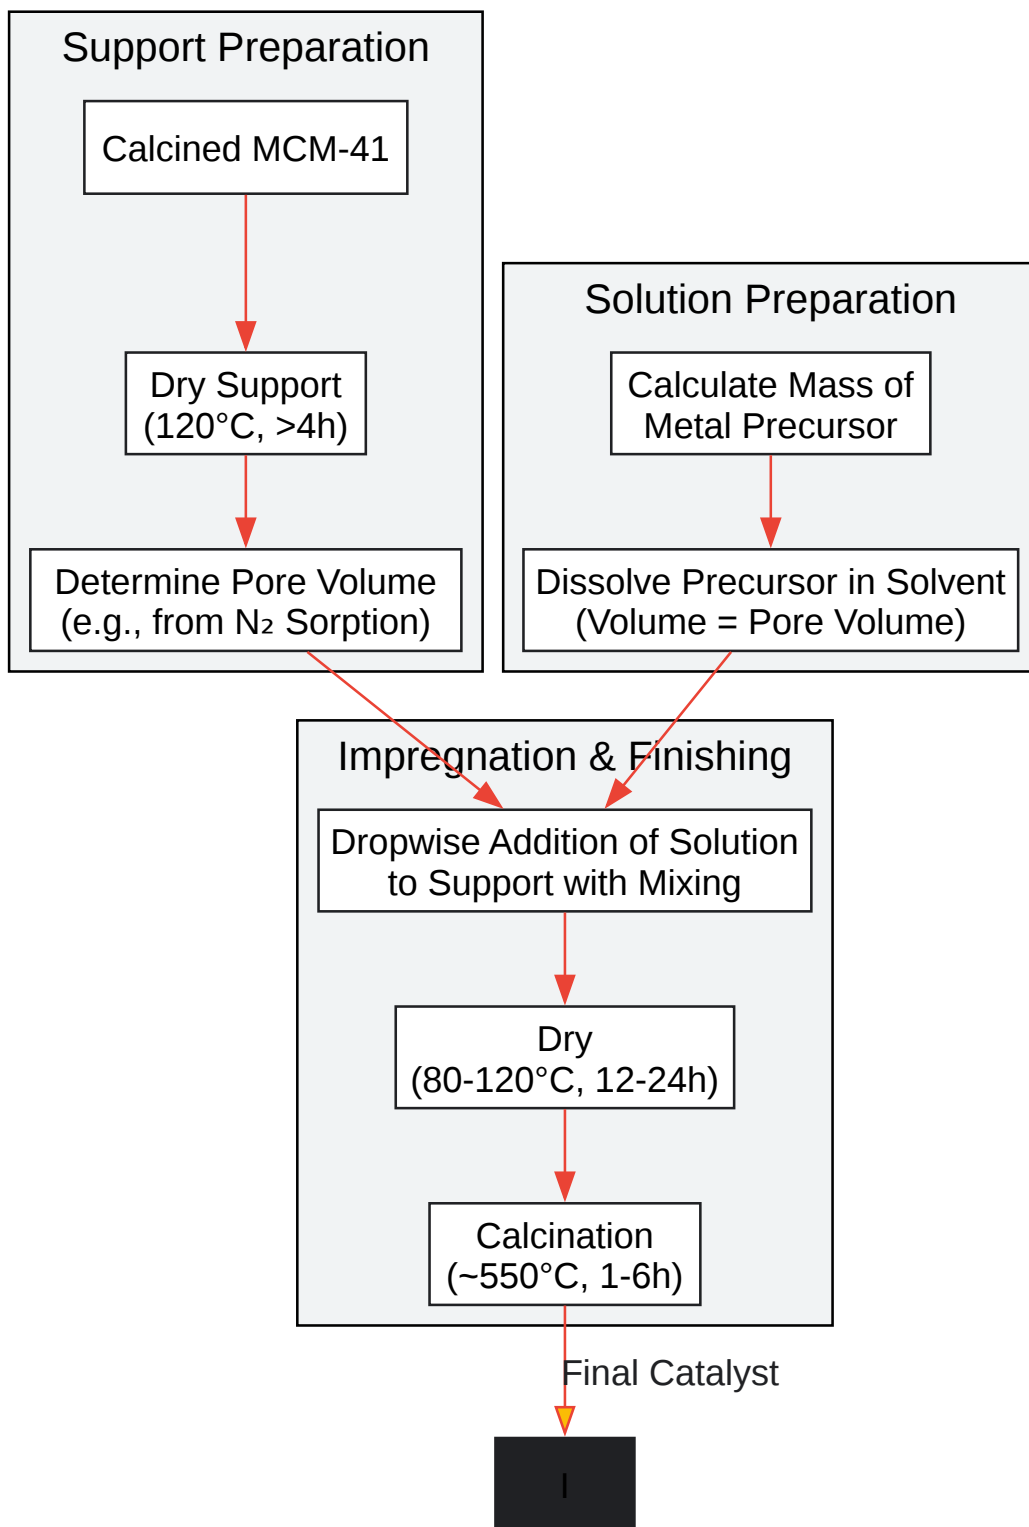 Support Preparation
Calcined MCM-41
Dry Support
(120°C, >4h)
Determine Pore Volume
(e.g., from N₂ Sorption)
Solution Preparation
Calculate Mass of
Metal Precursor
Dissolve Precursor in Solvent
(Volume = Pore Volume)
Impregnation & Finishing
Dropwise Addition of Solution
to Support with Mixing
Dry
(80-120°C, 12-24h)
Calcination
(~550°C, 1-6h)
Final Catalyst
I